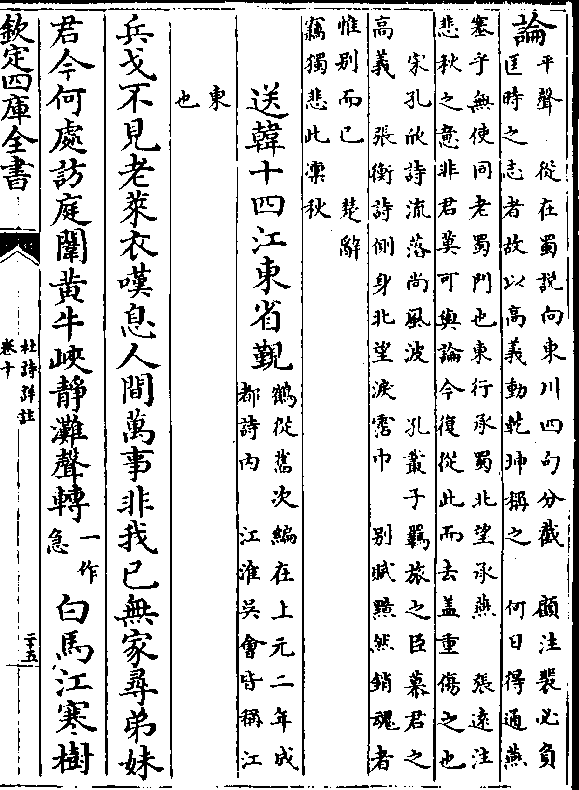 論平聲 從在蜀說向東川四句分截 顧注裴必負
匡時之志者故以高義動乾坤稱之 何日得通燕
塞乎無使同老蜀門也東行承蜀北望承燕 張遠注
悲秋之意非君莫可與論今復從此而去盖重傷之也
宋孔欣詩流落尚風波 孔叢子羈旅之臣慕君之
高義 張衡詩側身北望淚霑巾 别賦黯然銷魂者
惟别而已 楚辭
竊獨悲此凜秋
送韓十四江東省覲
鶴從舊次編在上元二年成
都詩内 江淮吳會皆稱江
東
也
兵戈不見老萊衣嘆息人間萬事非我已無家尋弟妹
君今何處訪庭闈黄牛峽靜灘聲轉一作急白馬江寒樹
欽定四庫全書
杜詩詳註
卷十
二十五